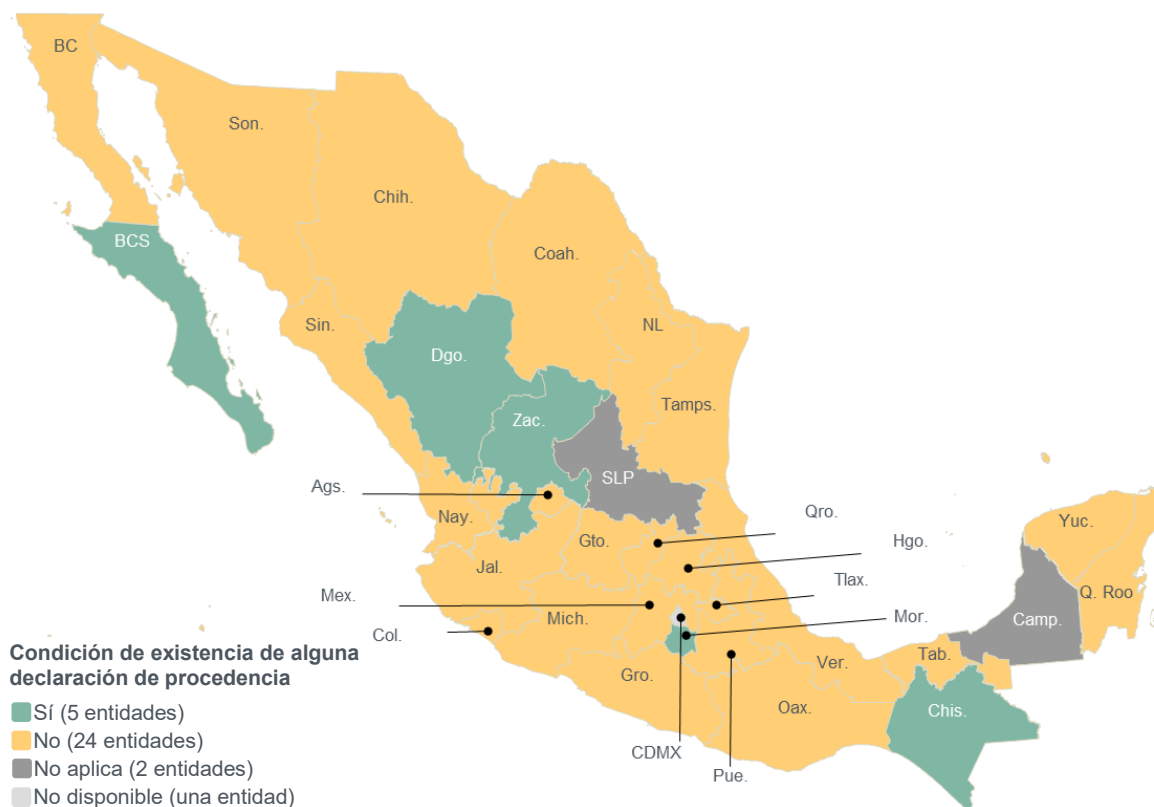 BC
Son.
Chih.
Coah.
BCS
NL
Sin.
Dgo.
Tamps.
Zac.
SLP
Ags.
Qro.
Nay.
Yuc.
Gto.
Hgo.
Jal.
Tlax.
Q. Roo
Mex.
Mich.
Mor.
Camp.
Col.
Condición de existencia de alguna
declaración de procedencia
Ver.
Tab.
Gro.
Oax.
Chis.
Sí (5 entidades)
No (24 entidades)
CDMX
Pue.
No aplica (2 entidades)
No disponible (una entidad)